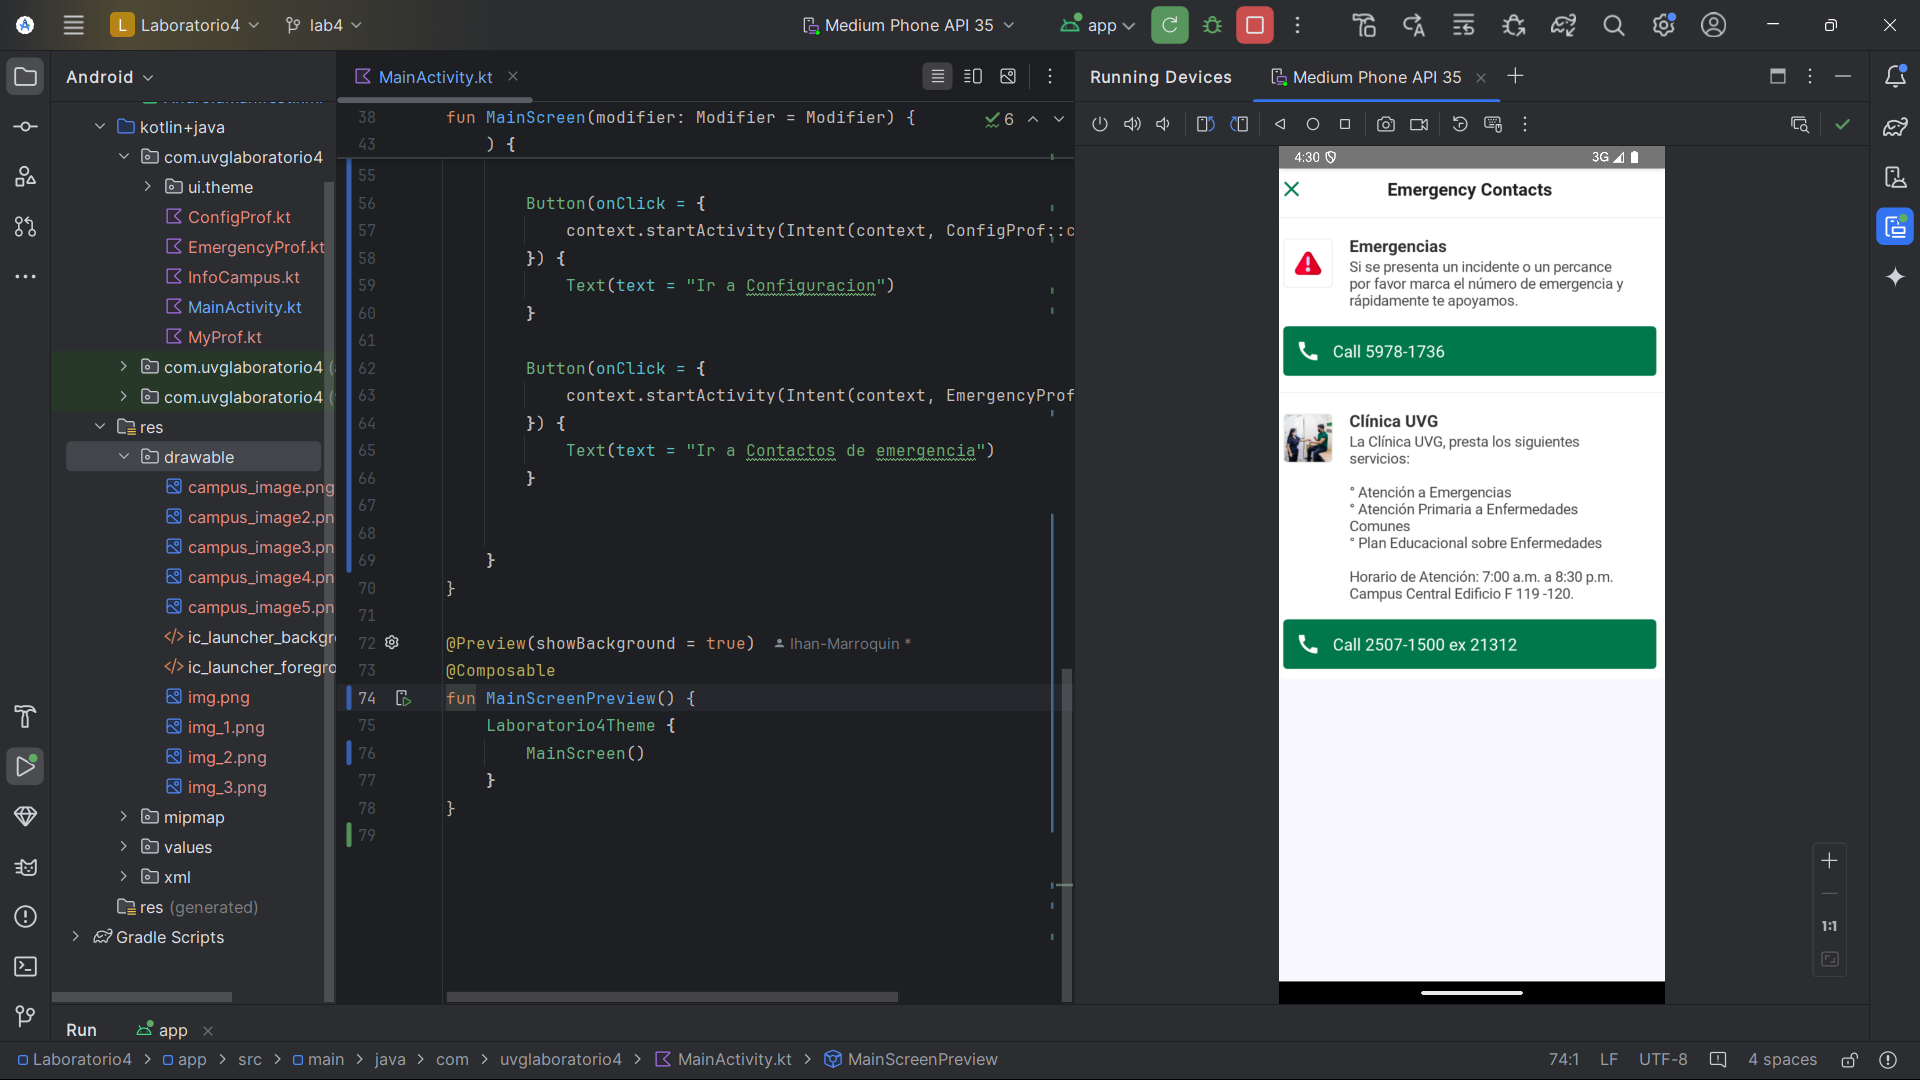 L Laboratorio4 lab4 Medium Phone API 35 app
Android
kotlin+java
com.uvglaboratorio4
ui.theme
ConfigProf.kt
EmergencyProf.kt
InfoCampus.kt
MainActivity.kt
MyProf.kt
com.uvglaboratorio4
com.uvglaboratorio4
res
drawable
campus_image.png
campus_image2.pn
campus_image3.pn
campus_image4.pn
campus_image5.pn
ic_launcher_backgr
ic_launcher_foregro
img.png
img_1.png
img_2.png
img_3.png
mipmap
values
xml
res (generated)
Gradle Scripts
MainActivity.kt
38 fun MainScreen(modifier: Modifier = Modifier) { 6
43 ) {
55
56 Button(onClick = {
57 context.startActivity(Intent(context, ConfigProf::c
58 }) {
59 Text(text = "Ir a Configuracion")
60 }
61
62 Button(onClick = {
63 context.startActivity(Intent(context, EmergencyProf
64 }) {
65 Text(text = "Ir a Contactos de emergencia")
66 }
67
68
69 }
70 }
71
72 @Preview(showBackground = true) Ihan-Marroquin *
73 @Composable
74 fun MainScreenPreview() {
75 Laboratorio4Theme {
76 MainScreen()
77 }
78 }
79
Running Devices Medium Phone API 35
4:30 3G
Emergency Contacts
Emergencias
Si se presenta un incidente o un percance
por favor marca el número de emergencia y
rápidamente te apoyamos.
Call 5978-1736
Clínica UVG
La Clínica UVG, presta los siguientes
servicios:
° Atención a Emergencias
° Atención Primaria a Enfermedades
Comunes
° Plan Educacional sobre Enfermedades
Horario de Atención: 7:00 a.m. a 8:30 p.m.
Campus Central Edificio F 119 -120.
Call 2507-1500 ex 21312
1:1
Run app
Laboratorio4 app src main java com uvglaboratorio4 MainActivity.kt MainScreenPreview 74:1 LF UTF-8 4 spaces